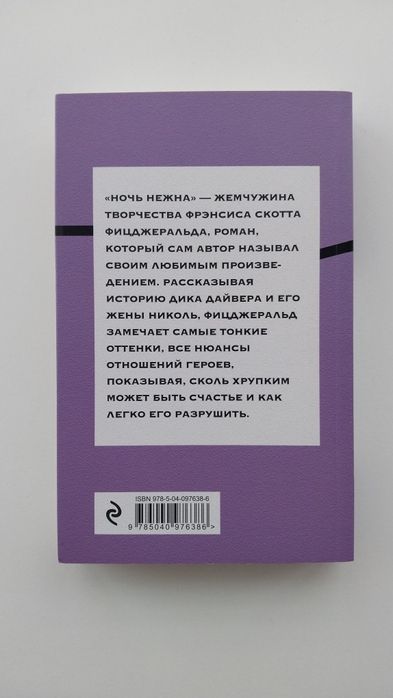 «НОЧЬ НЕЖНА» — ЖЕМЧУЖИНА
ТВОРЧЕСТВА ФРЭНСИСА СКОТТА
ФИЦДЖЕРАЛЬДА, РОМАН,
КОТОРЫЙ САМ АВТОР НАЗЫВАЛ
СВОИМ ЛЮБИМЫМ ПРОИЗВЕ-
ДЕНИЕМ. РАССКАЗЫВАЯ
ИСТОРИЮ ДИКА ДАЙВЕРА И ЕГО
ЖЕНЫ НИКОЛЬ, ФИЦДЖЕРАЛЬД
ЗАМЕЧАЕТ САМЫЕ ТОНКИЕ
ОТТЕНКИ, ВСЕ НЮАНСЫ
ОТНОШЕНИЙ ГЕРОЕВ,
ПОКАЗЫВАЯ, СКОЛЬ ХРУПКИМ
МОЖЕТ БЫТЬ СЧАСТЬЕ И КАК
ЛЕГКО ЕГО РАЗРУШИТЬ.
ISBN 978-5-04-097638-6
9 785040 976386 >